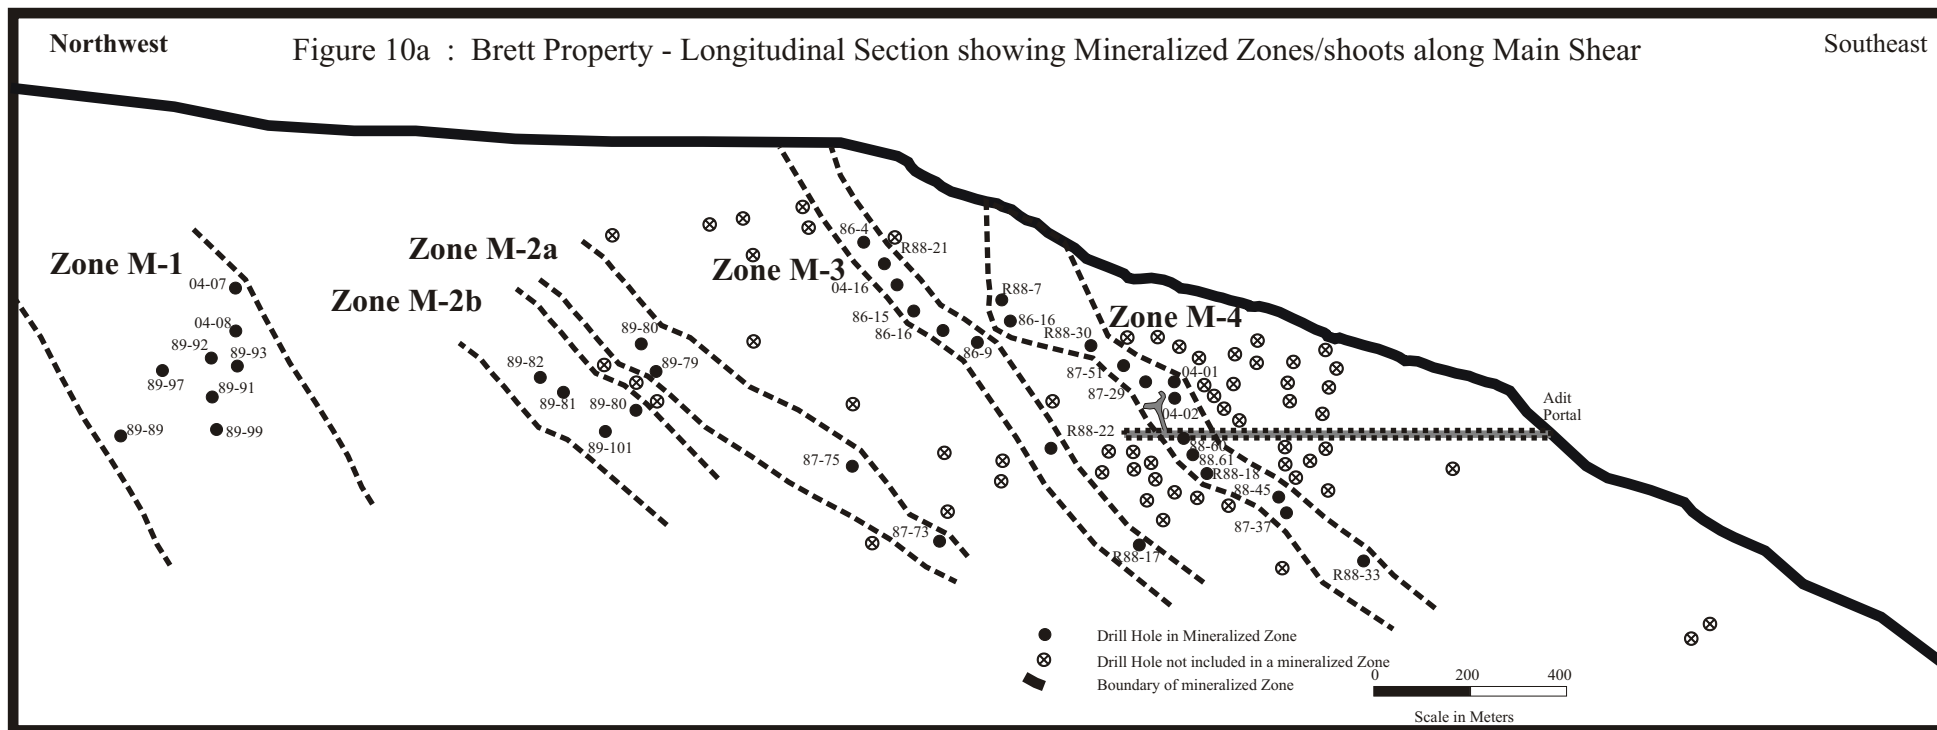 Northwest
Figure 10a : Brett Property - Longitudinal Section showing Mineralized Zones/shoots along Main Shear
Southeast
Zone M-1
04-07
04-08
89-92
89-93
89-97
89-91
89-89
89-99
Zone M-2a
Zone M-2b
89-80
89-79
89-82
89-81
89-80
89-101
87-75
87-73
Zone M-3
86-4
R88-21
04-16
86-15
86-16
86-9
R88-17
R88-7
86-16
R88-30
Zone M-4
87-51
87-29
04-01
04-02
R88-22
88-60
88.61
R88-18
88-45
87-37
R88-33
Adit
Portal
Drill Hole in Mineralized Zone
Drill Hole not included in a mineralized Zone
Boundary of mineralized Zone
0 200 400
Scale in Meters